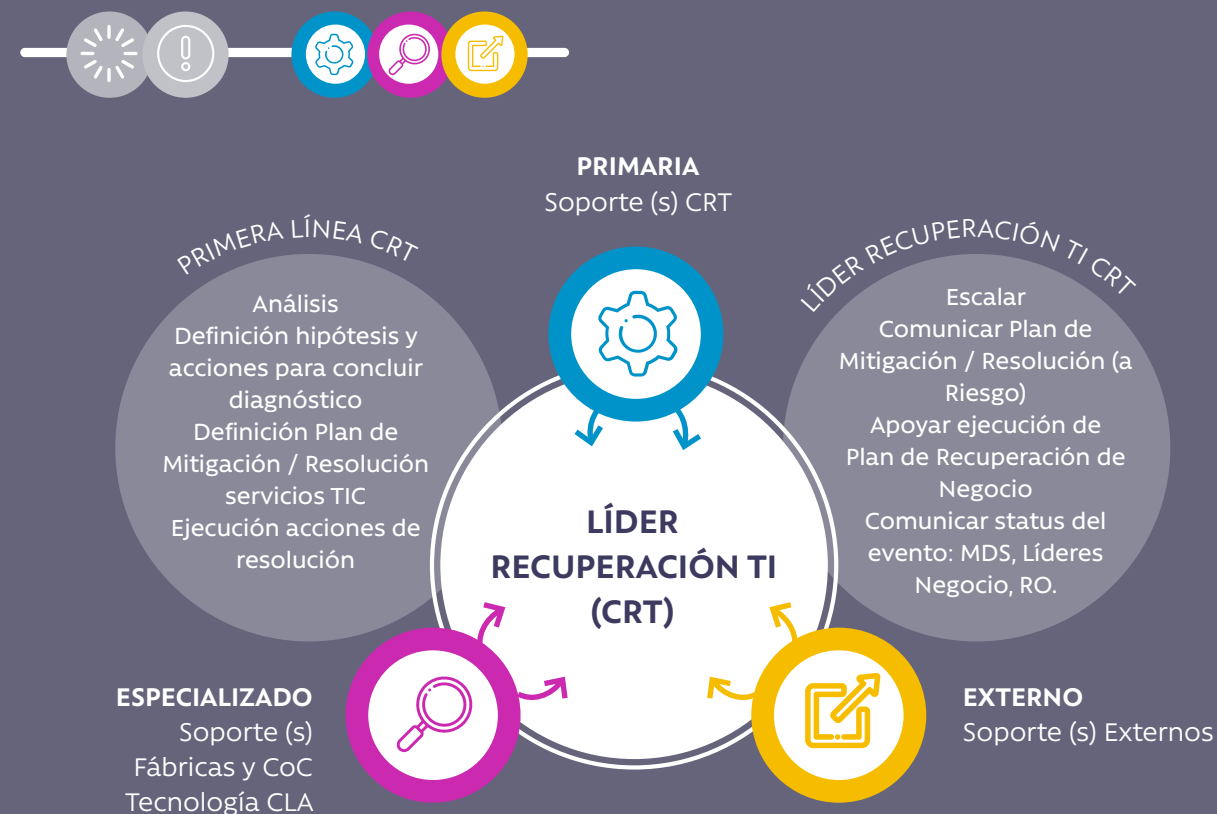 PRIMARIA
Soporte (s) CRT
PRIMERA LÍNEA CRT
Análisis
Definición hipótesis y
acciones para concluir
diagnóstico
Definición Plan de
Mitigación / Resolución
servicios TIC
Ejecución acciones de
resolución
LÍDER RECUPERACIÓN TI CRT
Escalar
Comunicar Plan de
Mitigación / Resolución (a
Riesgo)
Apoyar ejecución de
Plan de Recuperación de
Negocio
Comunicar status del
evento: MDS, Líderes
Negocio, RO.
LÍDER
RECUPERACIÓN TI
(CRT)
ESPECIALIZADO
Soporte (s)
Fábricas y CoC
Tecnología CLA
EXTERNO
Soporte (s) Externos